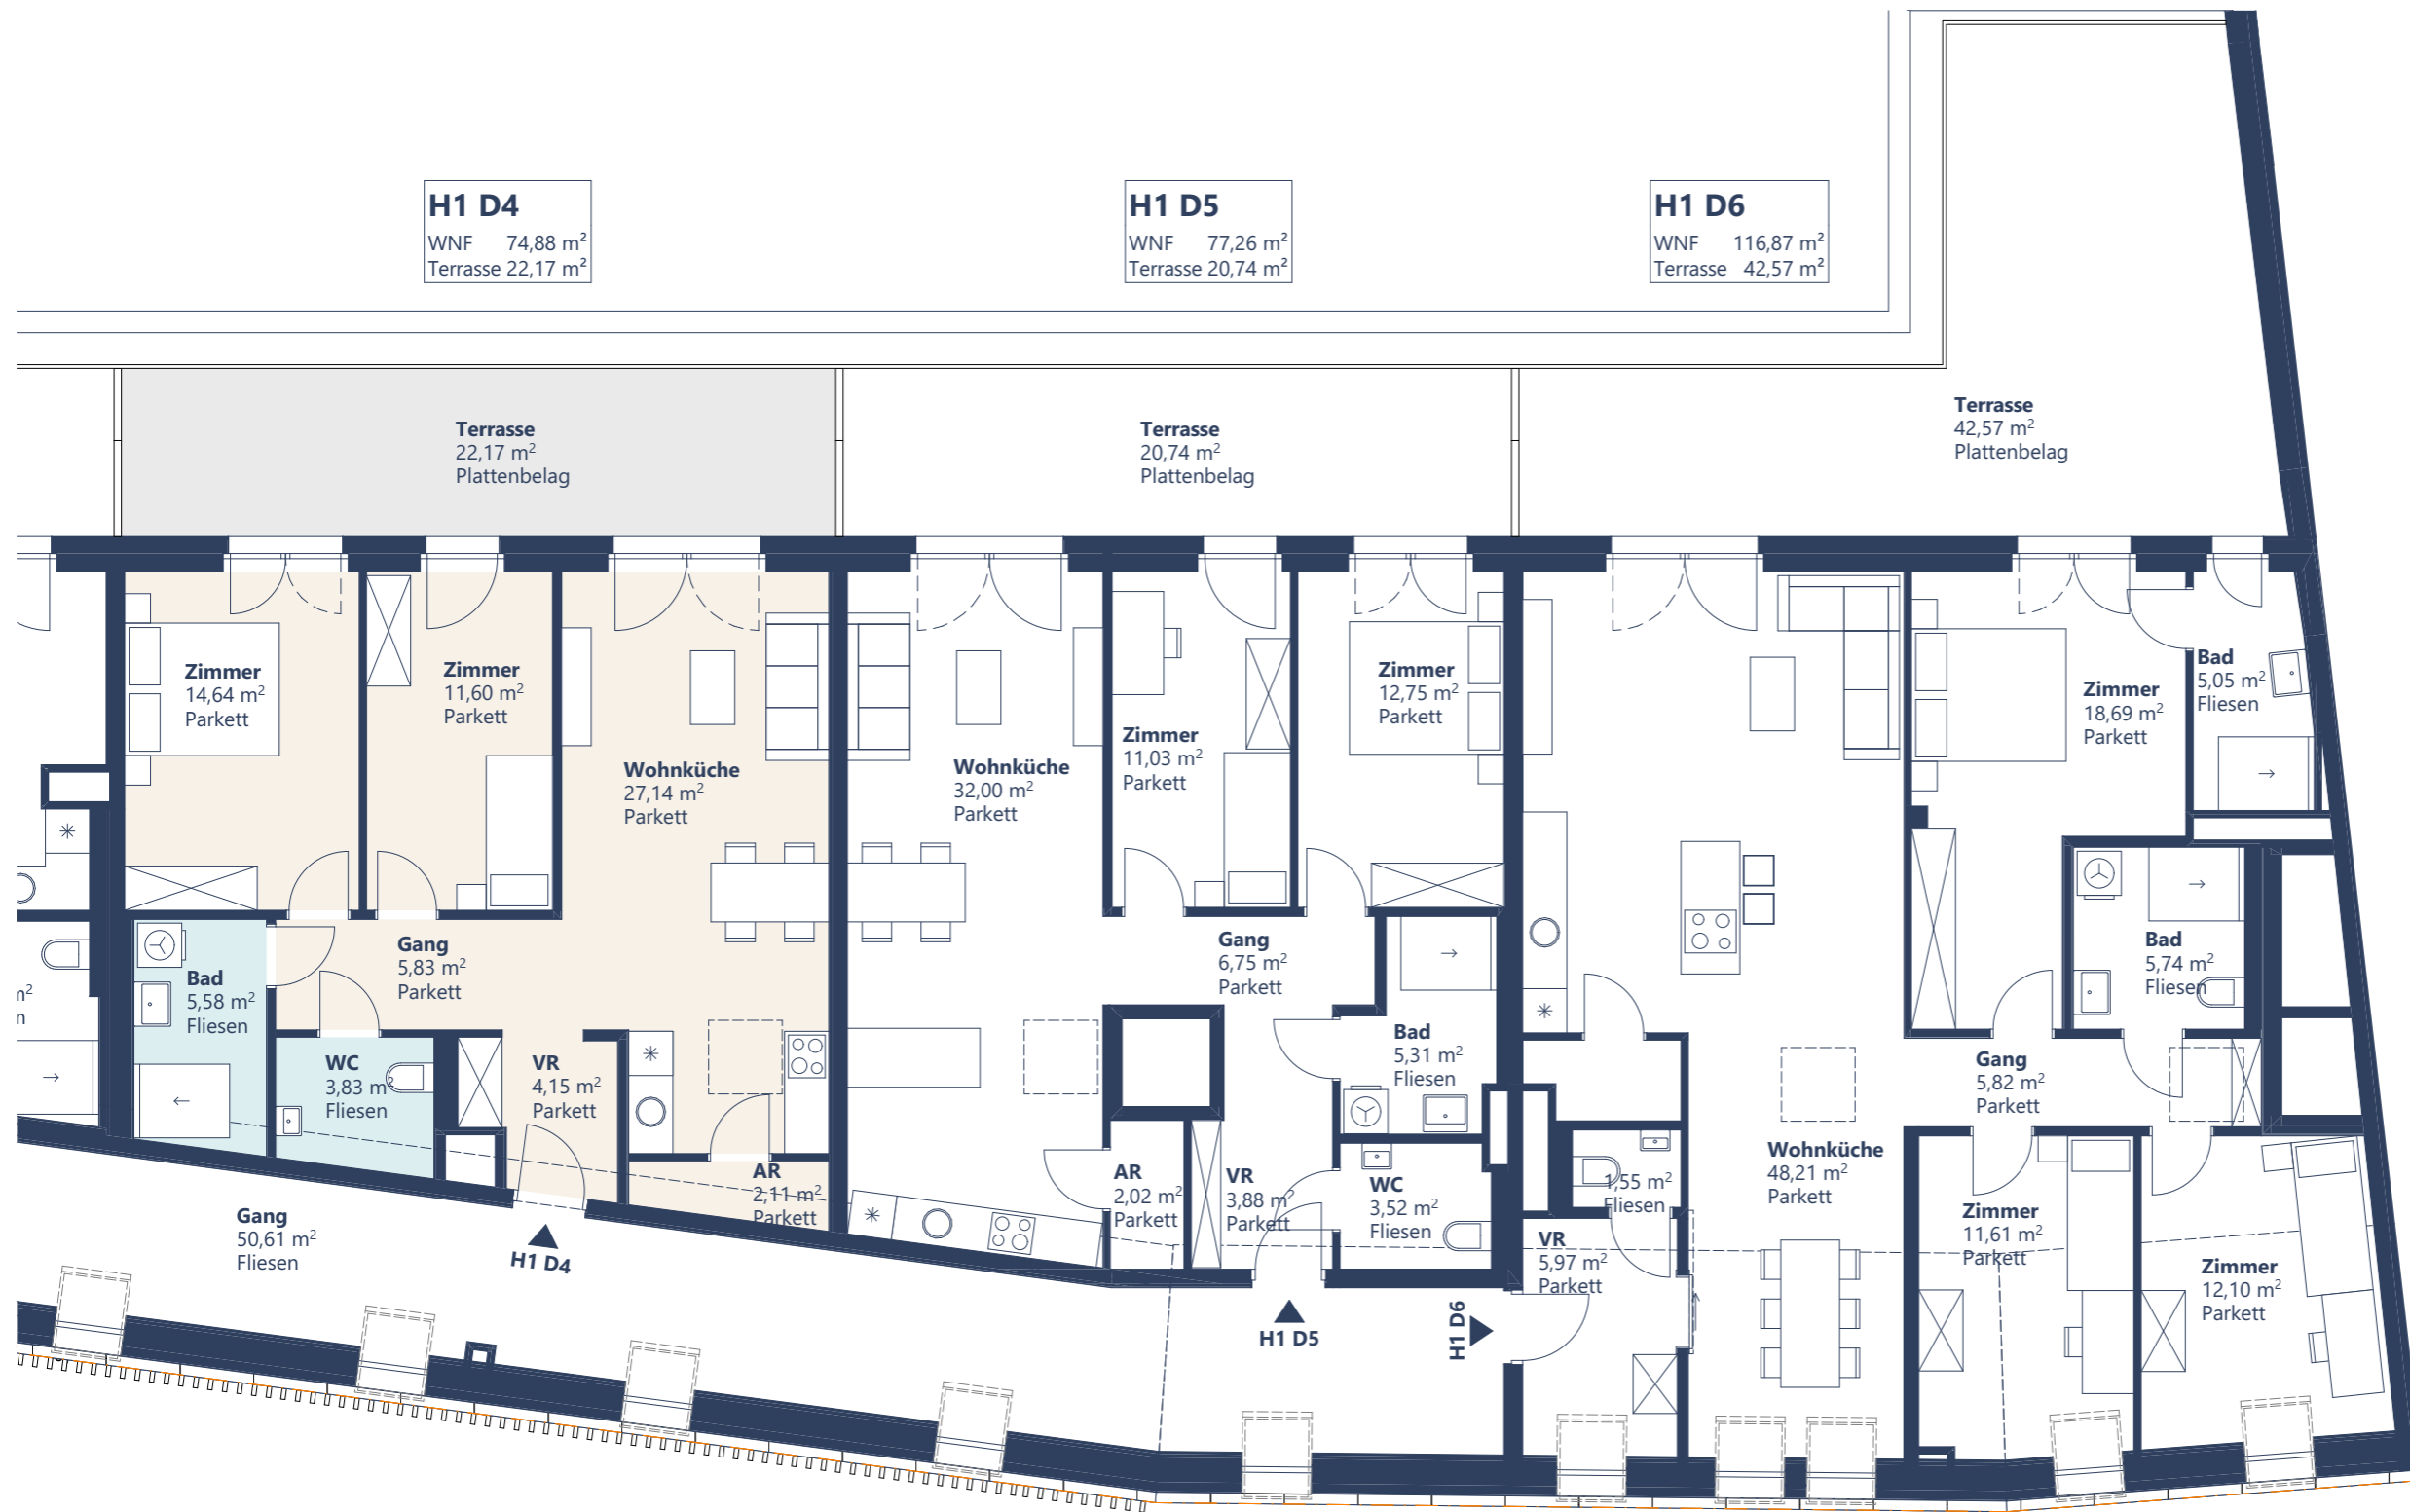 H1 D4
WNF 74,88 m²
Terrasse 22,17 m²
H1 D5
WNF 77,26 m²
Terrasse 20,74 m²
H1 D6
WNF 116,87 m²
Terrasse 42,57 m²
Terrasse
22,17 m²
Plattenbelag
Terrasse
20,74 m²
Plattenbelag
Terrasse
42,57 m²
Plattenbelag
Zimmer
14,64 m²
Parkett
Zimmer
11,60 m²
Parkett
Wohnküche
27,14 m²
Parkett
Wohnküche
32,00 m²
Parkett
Zimmer
11,03 m²
Parkett
Zimmer
12,75 m²
Parkett
Zimmer
18,69 m²
Parkett
Bad
5,05 m²
Fliesen
Bad
5,58 m²
Fliesen
Gang
5,83 m²
Parkett
Gang
6,75 m²
Parkett
Bad
5,74 m²
Fliesen
m²
n
WC
3,83 m²
Fliesen
VR
4,15 m²
Parkett
Bad
5,31 m²
Fliesen
Gang
5,82 m²
Parkett
AR
2,11 m²
Parkett
AR
2,02 m²
Parkett
VR
3,88 m²
Parkett
WC
3,52 m²
Fliesen
1,55 m²
Fliesen
Wohnküche
48,21 m²
Parkett
Gang
50,61 m²
Fliesen
H1 D4
VR
5,97 m²
Parkett
Zimmer
11,61 m²
Parkett
Zimmer
12,10 m²
Parkett
H1 D5
H1 D6